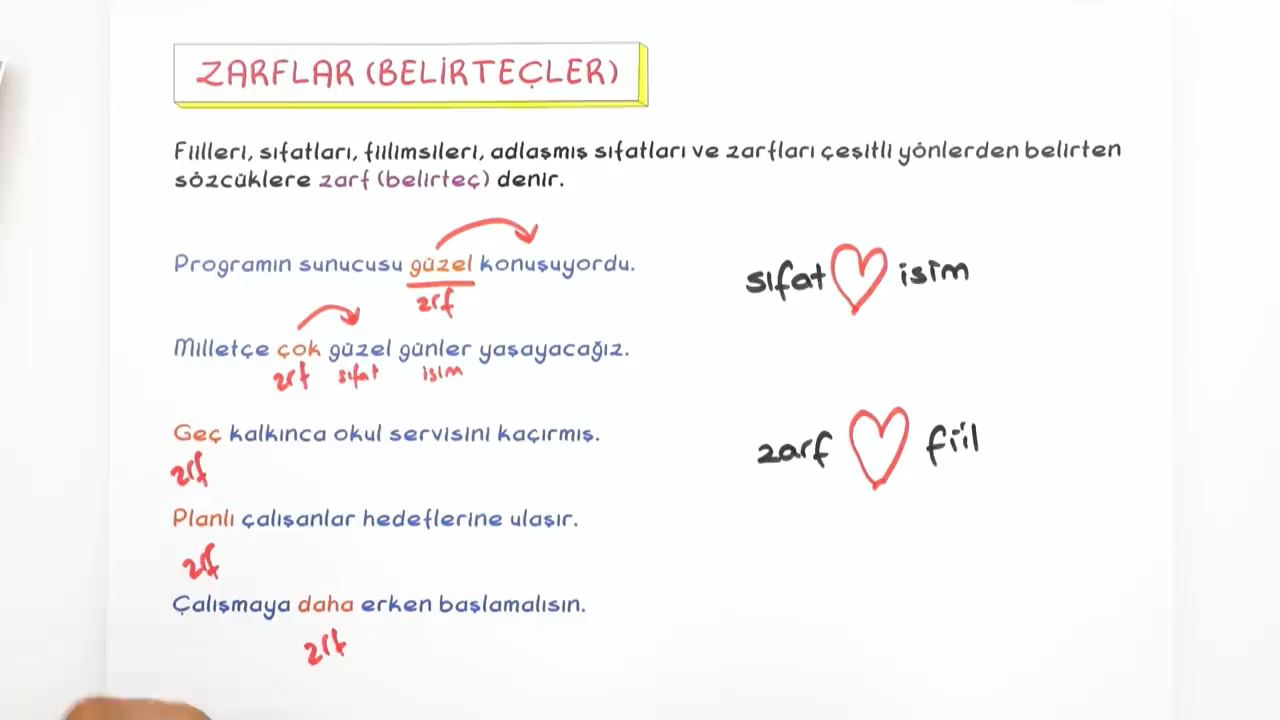 ZARFLAR (BELİRTEÇLER)
Fiilleri, sıfatları, fiilimsileri, adlaşmış sıfatları ve zarfları çeşitli yönlerden belirten
sözcüklere zarf (belirteç) denir.
Programın sunucusu güzel konuşuyordu.
zrf
Milletçe çok güzel günler yaşayacağız.
zrf sıfat isim
Geç kalkınca okul servisini kaçırmış.
zrf
Planlı çalışanlar hedeflerine ulaşır.
zrf
Çalışmaya daha erken başlamalısın.
zrf
sıfat isim
zarf fiil